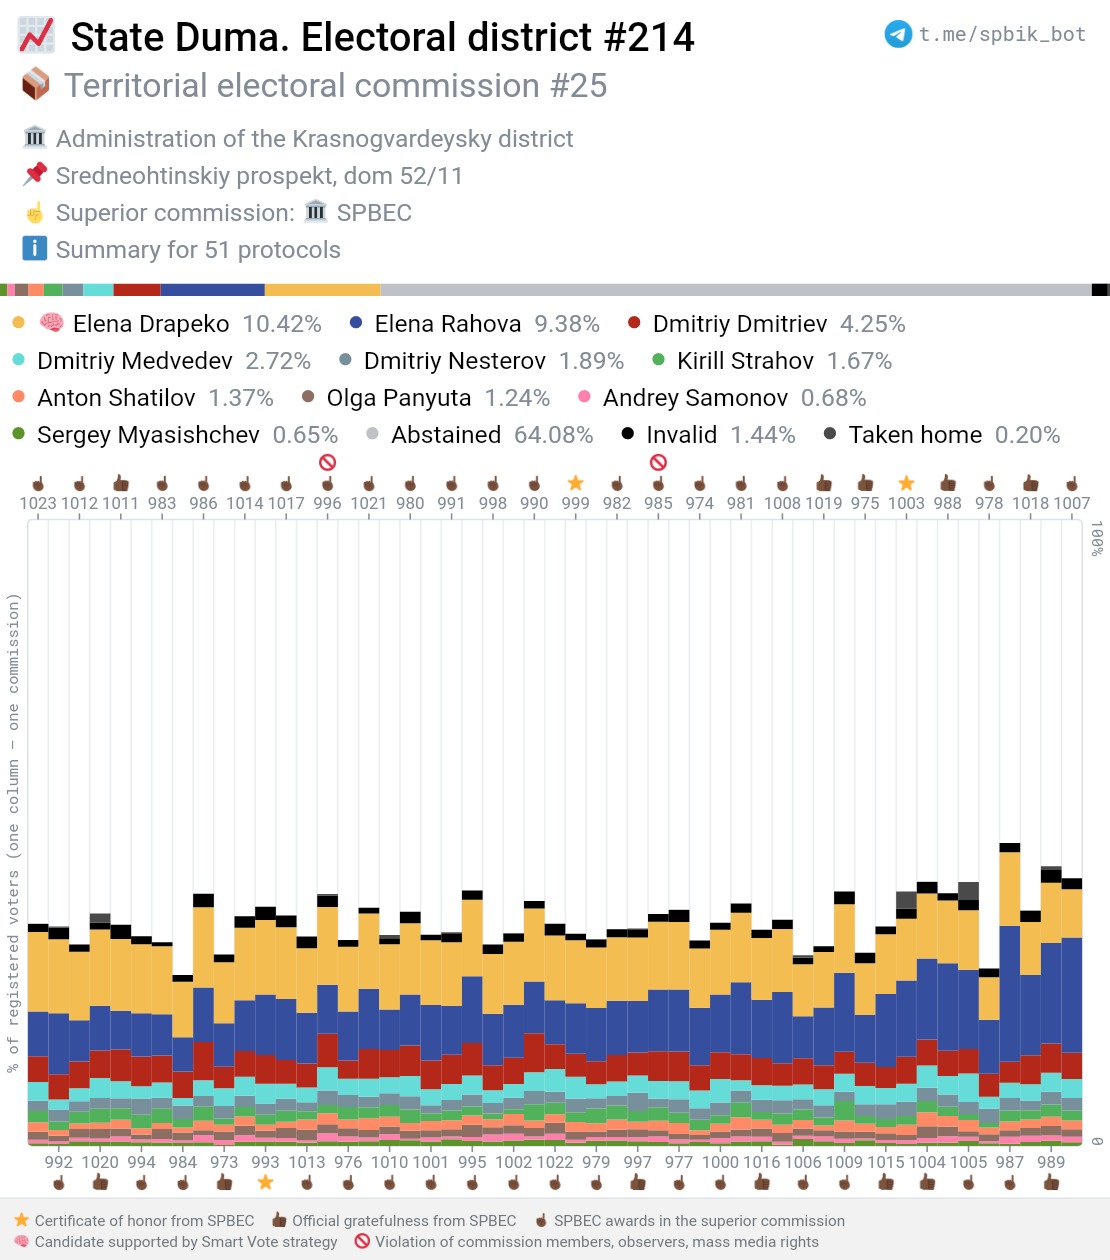 State Duma. Electoral district #214
t.me/spbik_bot
Territorial electoral commission #25
Administration of the Krasnogvardeysky district
Sredneohtinskiy prospekt, dom 52/11
Superior commission: SPBEC
Summary for 51 protocols
Elena Drapeko 10.42% Elena Rahova 9.38% Dmitriy Dmitriev 4.25%
Dmitriy Medvedev 2.72% Dmitriy Nesterov 1.89% Kirill Strahov 1.67%
Anton Shatilov 1.37% Olga Panyuta 1.24% Andrey Samonov 0.68%
Sergey Myasishchev 0.65% Abstained 64.08% Invalid 1.44% Taken home 0.20%
1023 1012 1011 983 986 1014 1017 996 1021 980 991 998 990 999 982 985 974 981 1008 1019 975 1003 988 978 1018 1007
100%
% of registered voters (one column – one commission)
0
992 1020 994 984 973 993 1013 976 1010 1001 995 1002 1022 979 997 977 1000 1016 1006 1009 1015 1004 1005 987 989
Certificate of honor from SPBEC Official gratefulness from SPBEC SPBEC awards in the superior commission
Candidate supported by Smart Vote strategy Violation of commission members, observers, mass media rights